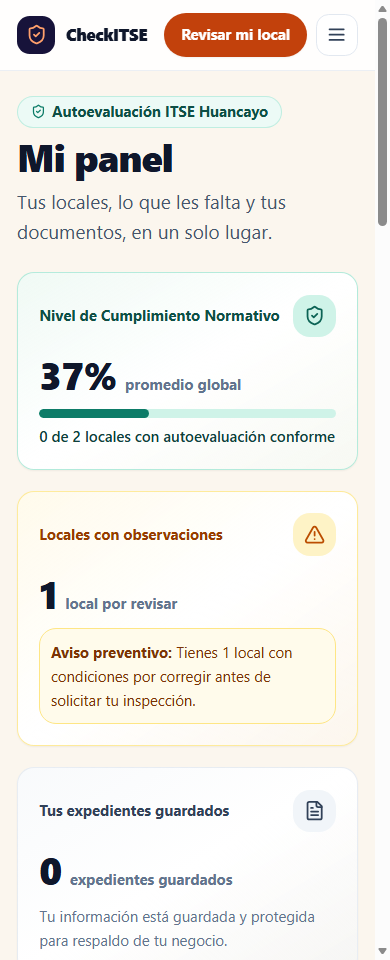 CheckITSE
Revisar mi local
Autoevaluación ITSE Huancayo
Mi panel
Tus locales, lo que les falta y tus
documentos, en un solo lugar.
Nivel de Cumplimiento Normativo
37% promedio global
0 de 2 locales con autoevaluación conforme
Locales con observaciones
1 local por revisar
Aviso preventivo: Tienes 1 local con
condiciones por corregir antes de
solicitar tu inspección.
Tus expedientes guardados
0 expedientes guardados
Tu información está guardada y protegida
para respaldo de tu negocio.